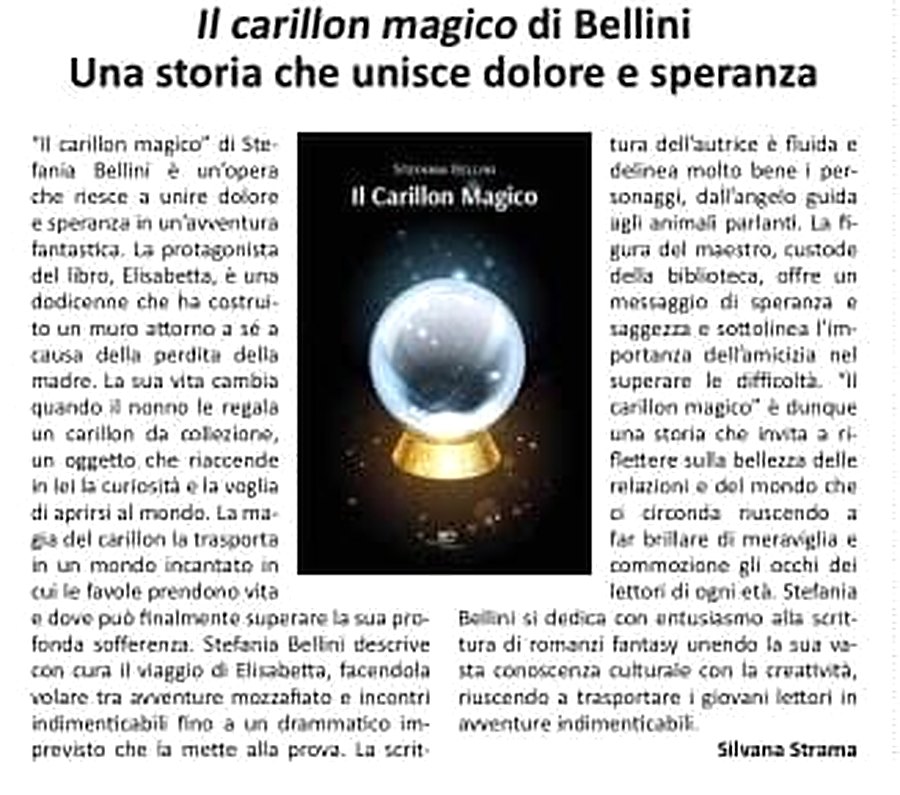 Il carillon magico di Bellini
Una storia che unisce dolore e speranza
"Il carillon magico" di Ste-
fania Bellini è un'opera
che riesce a unire dolore
e speranza in un'avventura
fantastica. La protagonista
del libro, Elisabetta, è una
dodicenne che ha costrui-
to un muro attorno a sé a
causa della perdita della
madre. La sua vita cambia
quando il nonno le regala
un carillon da collezione,
un oggetto che riaccende
in lei la curiosità e la voglia
di aprirsi al mondo. La ma-
gia del carillon la trasporta
in un mondo incantato in
cui le favole prendono vita
e dove può finalmente superare la sua pro-
fonda sofferenza. Stefania Bellini descrive
con cura il viaggio di Elisabetta, facendola
volare tra avventure mozzafiato e incontri
indimenticabili fino a un drammatico im-
previsto che la mette alla prova. La scrit-
Stefania Bellini
Il Carillon Magico
tura dell'autrice è fluida e
delinea molto bene i per-
sonaggi, dall'angelo guida
agli animali parlanti. La fi-
gura del maestro, custode
della biblioteca, offre un
messaggio di speranza e
saggezza e sottolinea l'im-
portanza dell'amicizia nel
superare le difficoltà. "Il
carillon magico" è dunque
una storia che invita a ri-
flettere sulla bellezza delle
relazioni e del mondo che
ci circonda riuscendo a
far brillare di meraviglia e
commozione gli occhi dei
lettori di ogni età. Stefania
Bellini si dedica con entusiasmo alla scrit-
tura di romanzi fantasy unendo la sua va-
sta conoscenza culturale con la creatività,
riuscendo a trasportare i giovani lettori in
avventure indimenticabili.
Silvana Strama